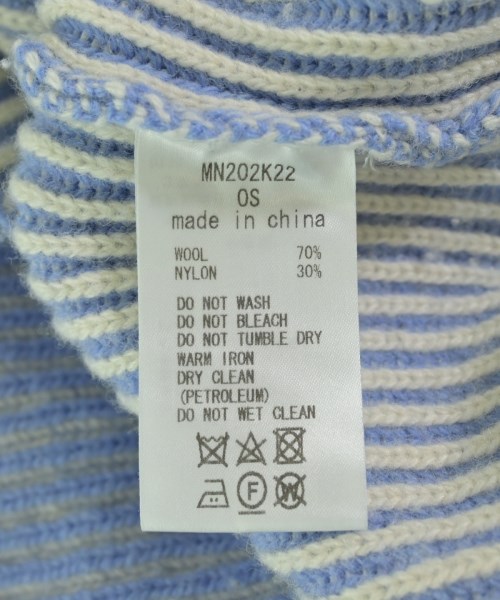 MN202K22
OS
made in china
WOOL 70%
NYLON 30%
DO NOT WASH
DO NOT BLEACH
DO NOT TUMBLE DRY
WARM IRON
DRY CLEAN
(PETROLEUM)
DO NOT WET CLEAN
F W